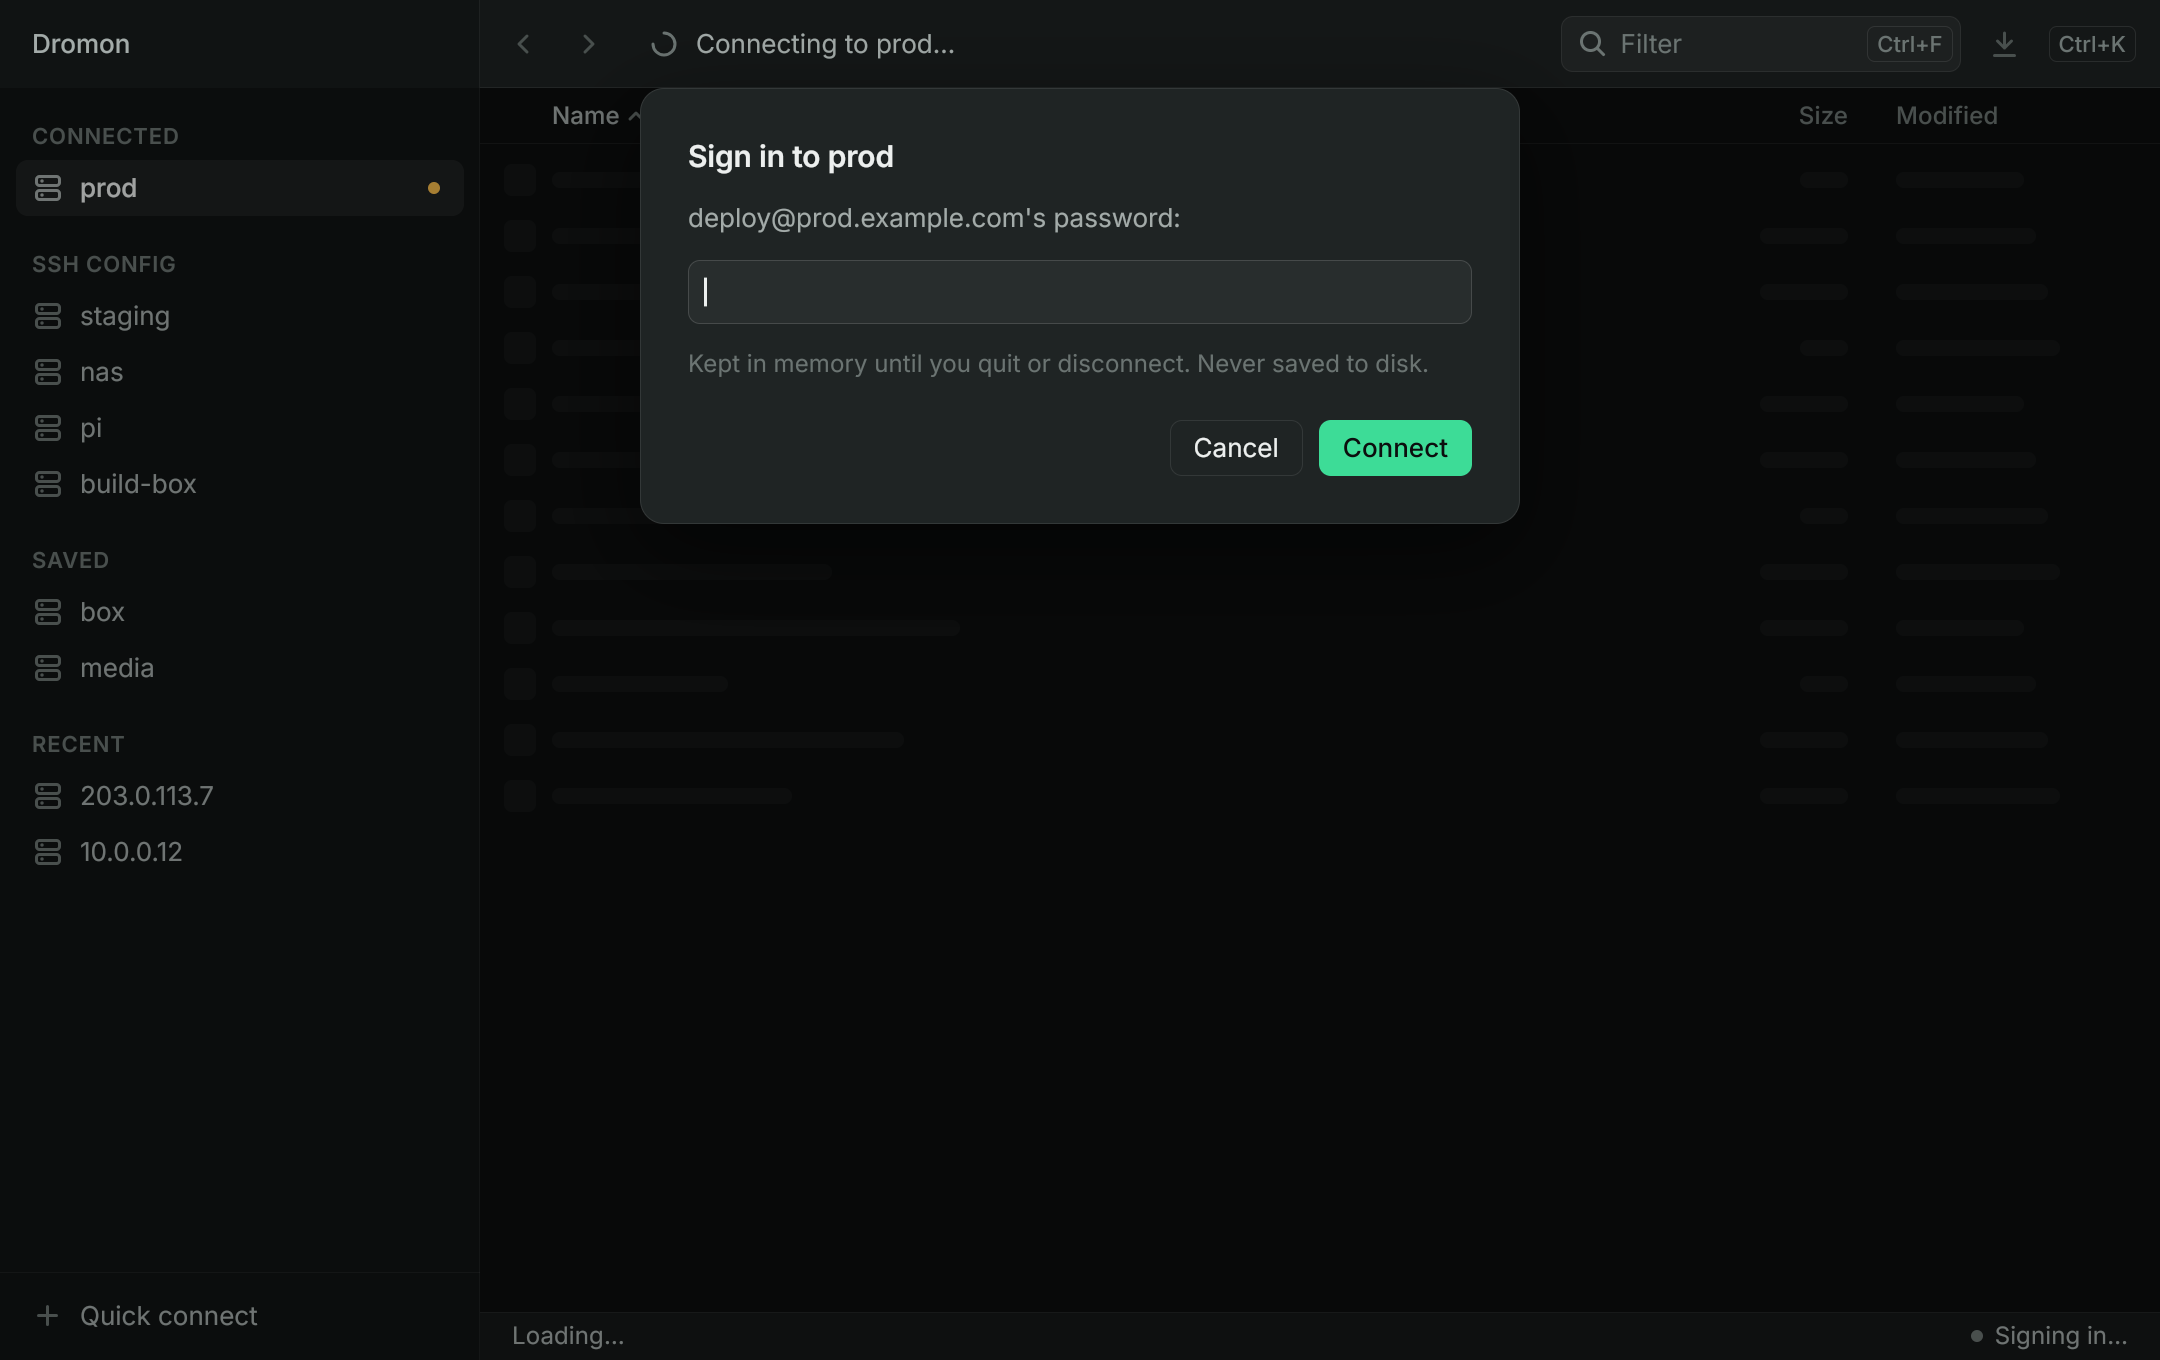 Dromon
Connecting to prod...
Filter
Ctrl+F
Ctrl+K
CONNECTED
prod
SSH CONFIG
staging
nas
pi
build-box
SAVED
box
media
RECENT
203.0.113.7
10.0.0.12
Quick connect
Name
Size
Modified
Sign in to prod
deploy@prod.example.com's password:
Kept in memory until you quit or disconnect. Never saved to disk.
Cancel
Connect
Loading...
Signing in...